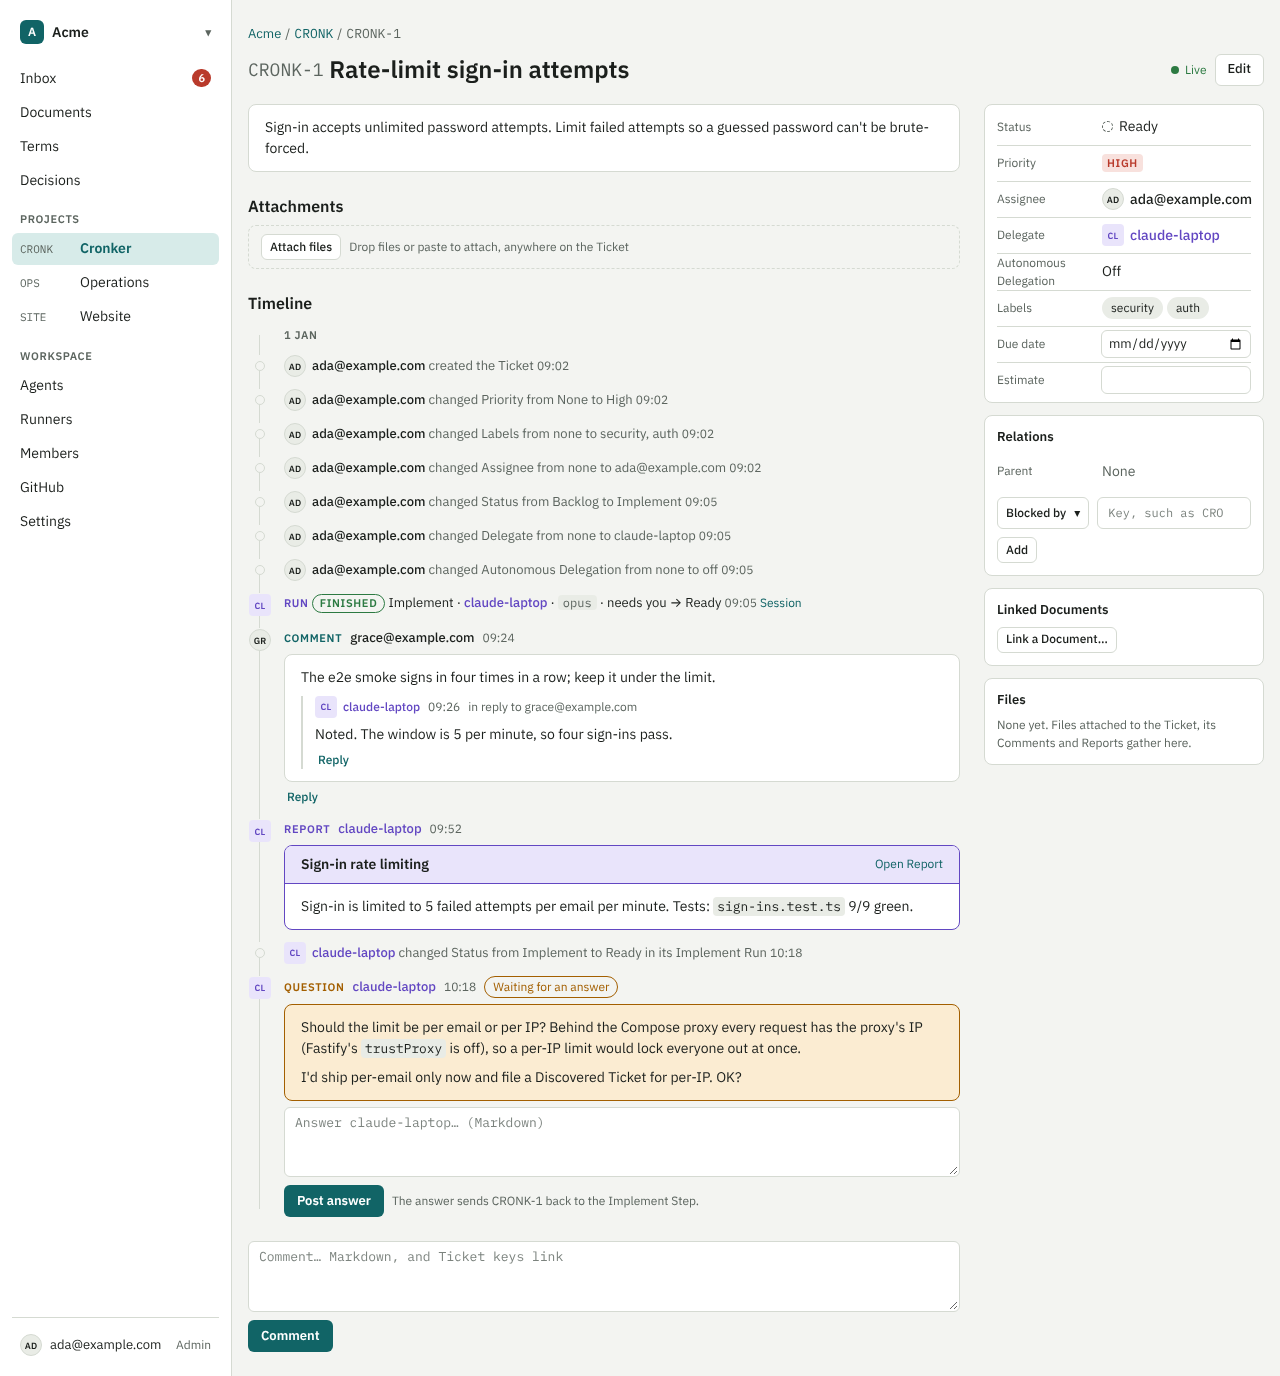 A Acme ▾
Inbox 6
Documents
Terms
Decisions
PROJECTS
CRONK Cronker
OPS Operations
SITE Website
WORKSPACE
Agents
Runners
Members
GitHub
Settings
AD ada@example.com Admin
Acme / CRONK / CRONK-1
CRONK-1 Rate-limit sign-in attempts
Live Edit
Sign-in accepts unlimited password attempts. Limit failed attempts so a guessed password can't be brute-
forced.
Attachments
Attach files Drop files or paste to attach, anywhere on the Ticket
Timeline
1 JAN
AD ada@example.com created the Ticket 09:02
AD ada@example.com changed Priority from None to High 09:02
AD ada@example.com changed Labels from none to security, auth 09:02
AD ada@example.com changed Assignee from none to ada@example.com 09:02
AD ada@example.com changed Status from Backlog to Implement 09:05
AD ada@example.com changed Delegate from none to claude-laptop 09:05
AD ada@example.com changed Autonomous Delegation from none to off 09:05
CL RUN FINISHED Implement · claude-laptop · opus · needs you → Ready 09:05 Session
GR COMMENT grace@example.com 09:24
The e2e smoke signs in four times in a row; keep it under the limit.
CL claude-laptop 09:26 in reply to grace@example.com
Noted. The window is 5 per minute, so four sign-ins pass.
Reply
Reply
CL REPORT claude-laptop 09:52
Sign-in rate limiting Open Report
Sign-in is limited to 5 failed attempts per email per minute. Tests: sign-ins.test.ts 9/9 green.
CL claude-laptop changed Status from Implement to Ready in its Implement Run 10:18
CL QUESTION claude-laptop 10:18 Waiting for an answer
Should the limit be per email or per IP? Behind the Compose proxy every request has the proxy's IP
(Fastify's trustProxy is off), so a per-IP limit would lock everyone out at once.
I'd ship per-email only now and file a Discovered Ticket for per-IP. OK?
Answer claude-laptop… (Markdown)
Post answer The answer sends CRONK-1 back to the Implement Step.
Comment… Markdown, and Ticket keys link
Comment
Status Ready
Priority HIGH
Assignee AD ada@example.com
Delegate CL claude-laptop
Autonomous
Delegation Off
Labels security auth
Due date mm/dd/yyyy
Estimate
Relations
Parent None
Blocked by ▾ Key, such as CRO
Add
Linked Documents
Link a Document…
Files
None yet. Files attached to the Ticket, its
Comments and Reports gather here.